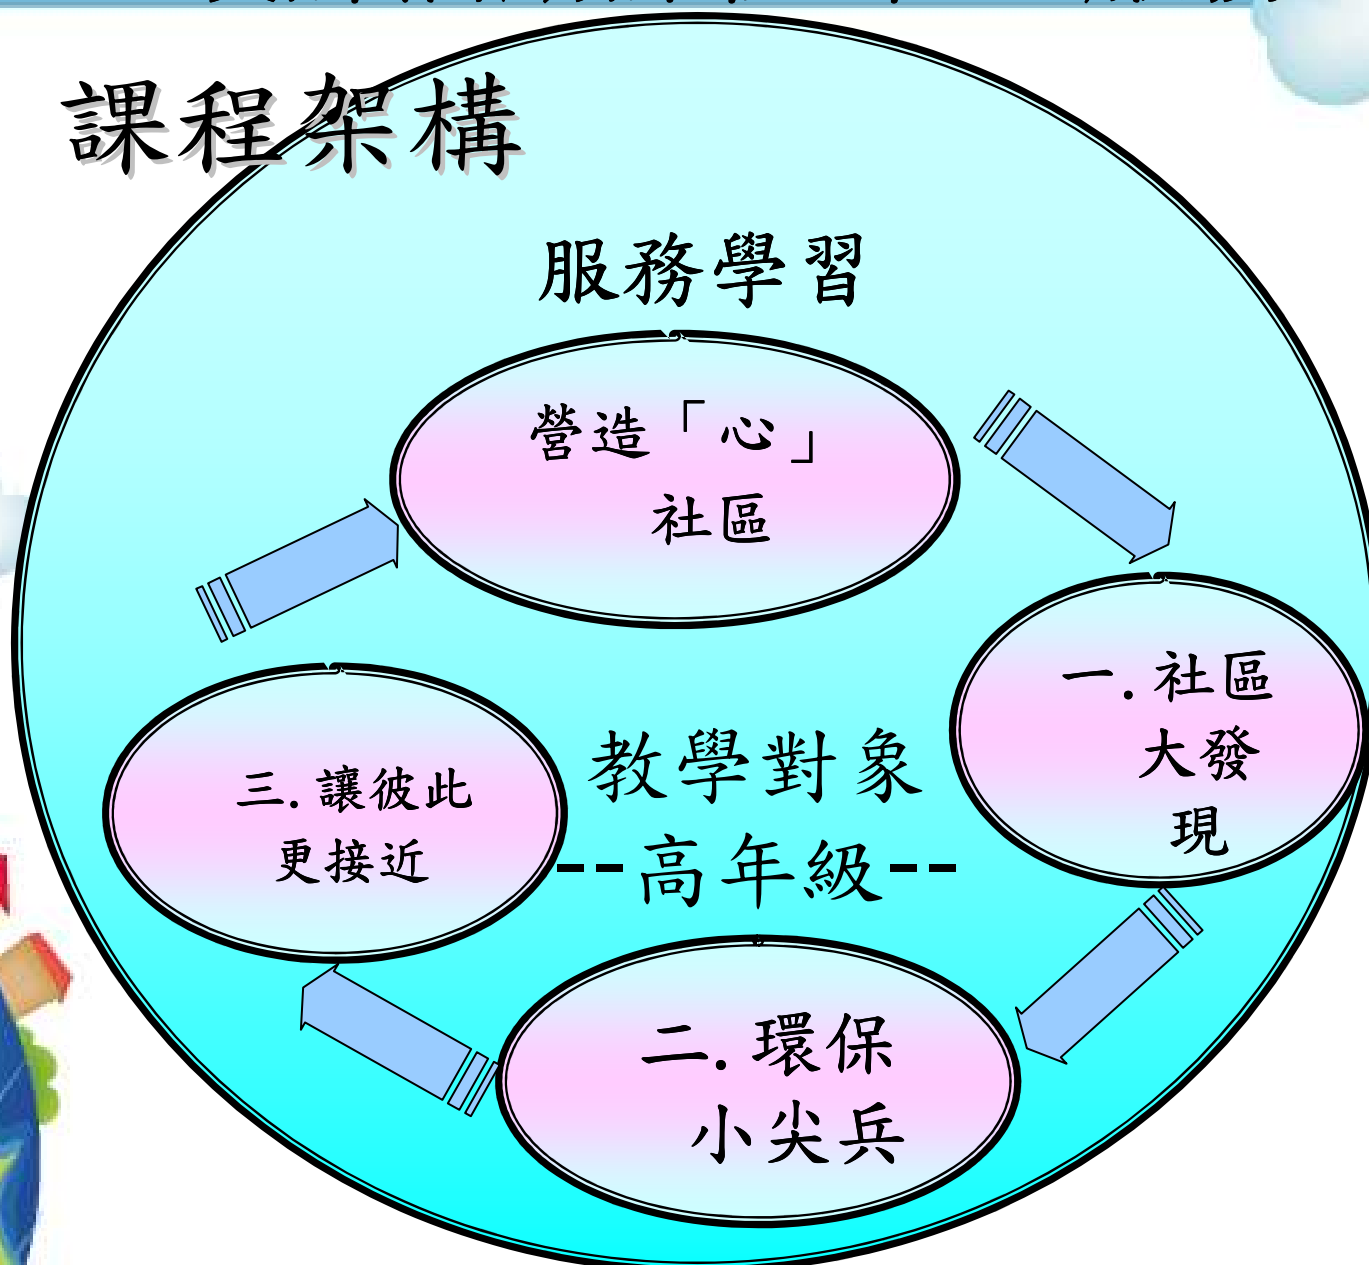 課程架構
服務學習
營造「心」
社區
一.社區
大發
現
教學對象
--高年級--
三.讓彼此
更接近
二.環保
小尖兵